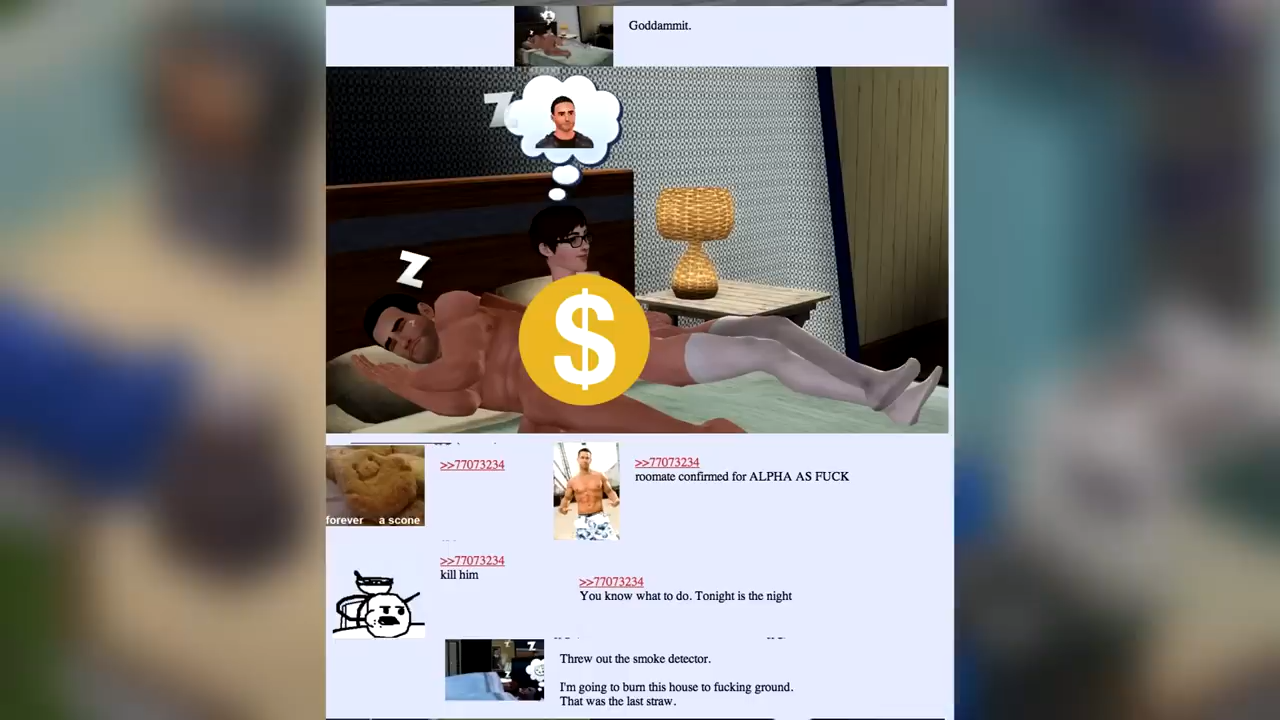 Goddammit.
Z
Z
$
>>77073234
>>77073234
roomate confirmed for ALPHA AS FUCK
forever a scone
>>77073234
kill him
>>77073234
You know what to do. Tonight is the night
Z
Threw out the smoke detector.
I'm going to burn this house to fucking ground.
That was the last straw.